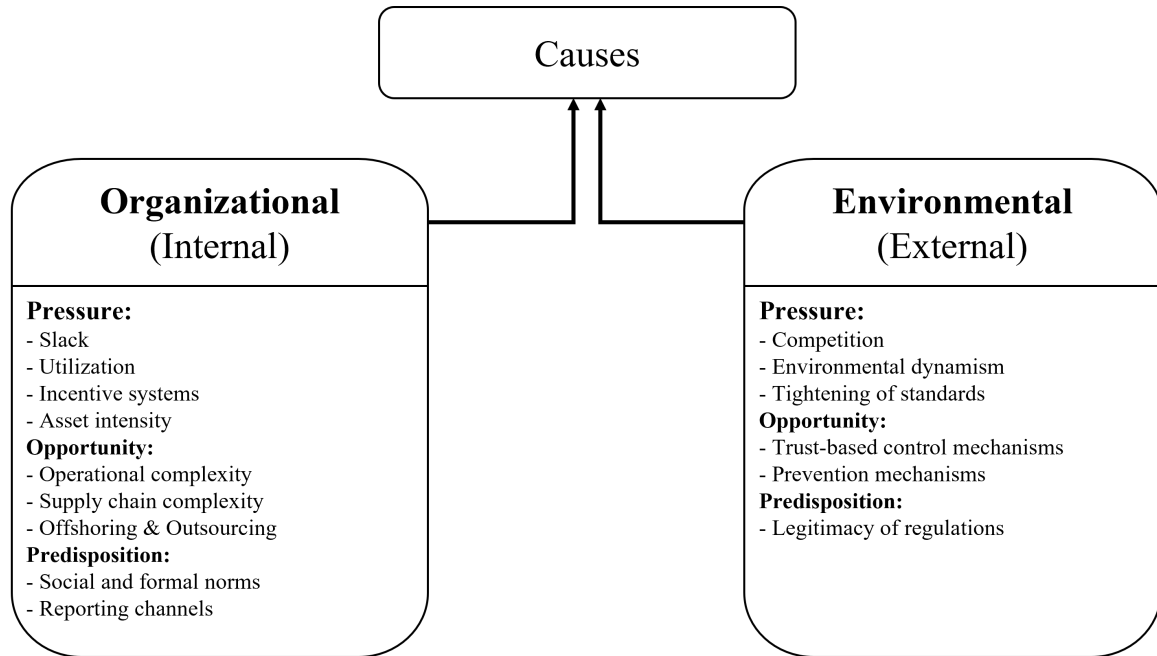 Causes
Organizational
(Internal)
Pressure:
- Slack
- Utilization
- Incentive systems
- Asset intensity
Opportunity:
- Operational complexity
- Supply chain complexity
- Offshoring & Outsourcing
Predisposition:
- Social and formal norms
- Reporting channels
Environmental
(External)
Pressure:
- Competition
- Environmental dynamism
- Tightening of standards
Opportunity:
- Trust-based control mechanisms
- Prevention mechanisms
Predisposition:
- Legitimacy of regulations